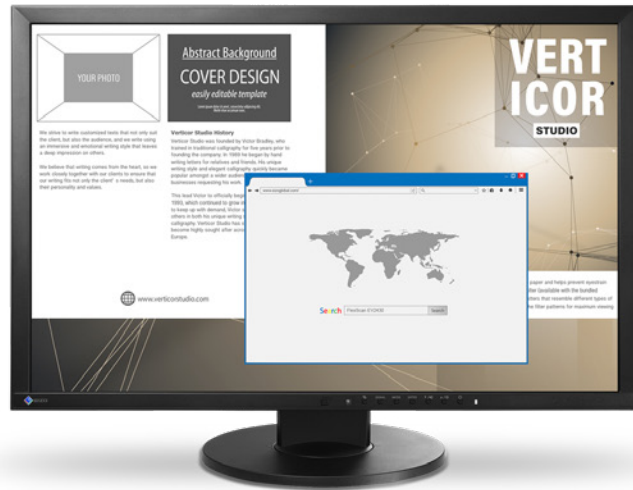 YOUR PHOTO
Abstract Background
COVER DESIGN
easily editable template
We strive to write customized texts that not only suit
the client, but also the audience, and we write using
an immersive and emotional writing style that leaves
a deep impression on others.
We believe that writing comes from the heart, so we
work closely together with our clients to ensure that
our writing fits not only the client's needs, but also
their personality and values.
Verticor Studio History
Verticor Studio was founded by Victor Bradley, who
trained in traditional calligraphy for five years prior to
founding the company. In 1989 he began by hand
writing letters for relatives and friends. His unique
writing style and elegant calligraphy quickly became
popular amongst a wider audience
businesses requesting his work.
This lead Victor to officially begin
1993, which continued to grow
to keep up with demand, Victor
others in both his unique writing
calligraphy. Verticor Studio has
become highly sought after
Europe.
www.verticorstudio.com
VERT
ICOR
STUDIO
www.eizoglobal.com
Search
FlexScan
Search
paper and helps prevent eyestrain
(available with the bundled
that resemble different types of
the filter patterns for maximum viewing
EIZO